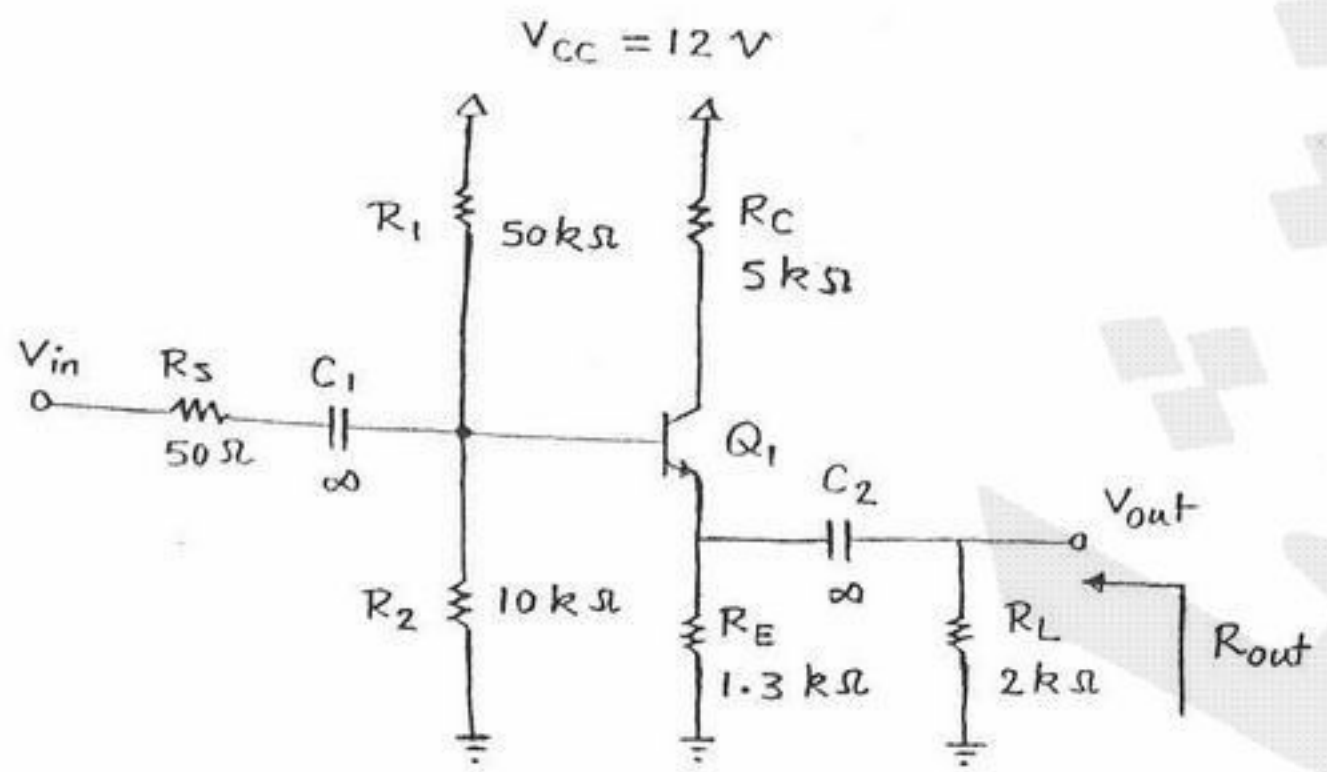 VCC = 12 V
R1
50kΩ
RC
5kΩ
Vin
RS
50Ω
C1
∞
Q1
C2
∞
Vout
R2
10kΩ
RE
1.3 kΩ
RL
2kΩ
Rout